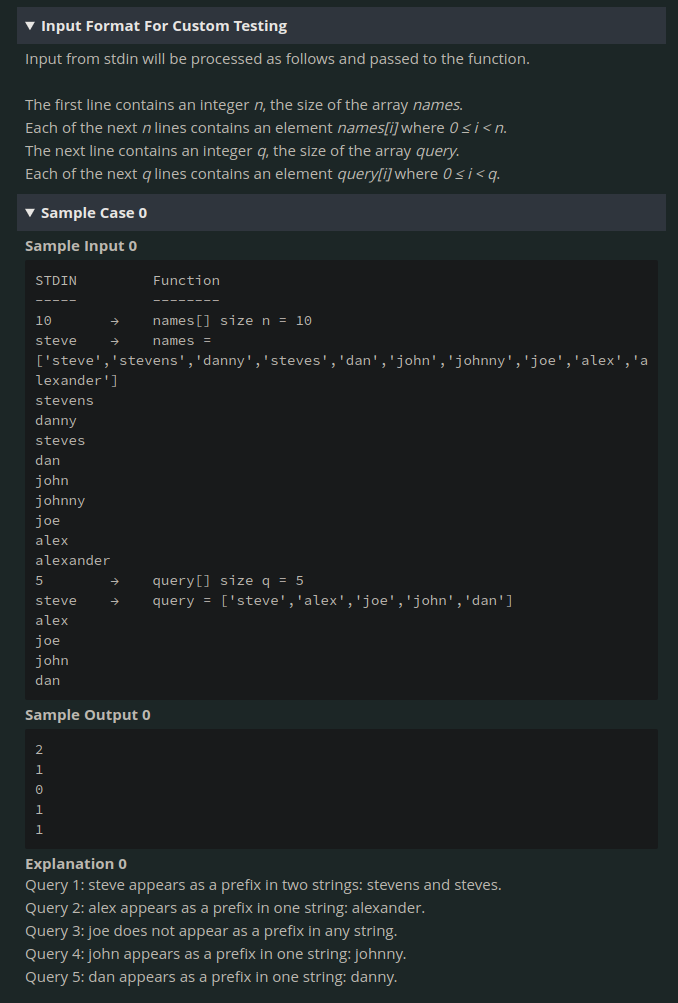 ▼ Input Format For Custom Testing
Input from stdin will be processed as follows and passed to the function.
The first line contains an integer n, the size of the array names.
Each of the next n lines contains an element names[i] where 0 ≤ i < n.
The next line contains an integer q, the size of the array query.
Each of the next q lines contains an element query[i] where 0 ≤ i < q.
▼ Sample Case 0
Sample Input 0
STDIN Function
----- --------
10 → names[] size n = 10
steve → names =
['steve','stevens','danny','steves','dan','john','johnny','joe','alex','a
lexander']
stevens
danny
steves
dan
john
johnny
joe
alex
alexander
5 → query[] size q = 5
steve → query = ['steve','alex','joe','john','dan']
alex
joe
john
dan
Sample Output 0
2
1
0
1
1
Explanation 0
Query 1: steve appears as a prefix in two strings: stevens and steves.
Query 2: alex appears as a prefix in one string: alexander.
Query 3: joe does not appear as a prefix in any string.
Query 4: john appears as a prefix in one string: johnny.
Query 5: dan appears as a prefix in one string: danny.